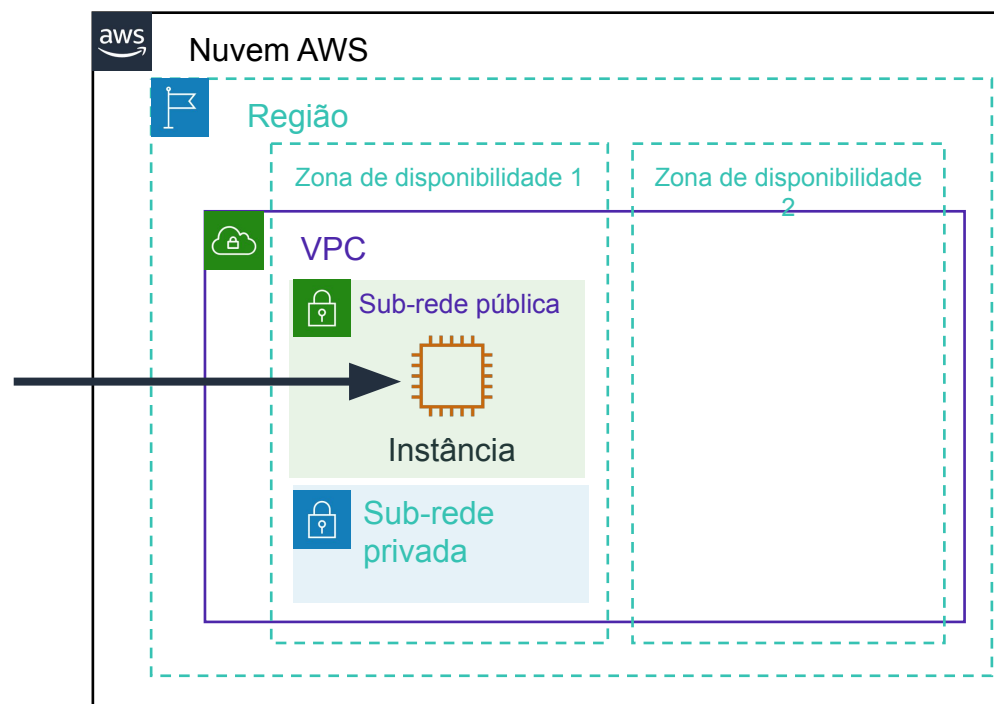 aws
Nuvem AWS
Região
Zona de disponibilidade 1
Zona de disponibilidade
2
VPC
Sub-rede pública
Instância
Sub-rede
privada